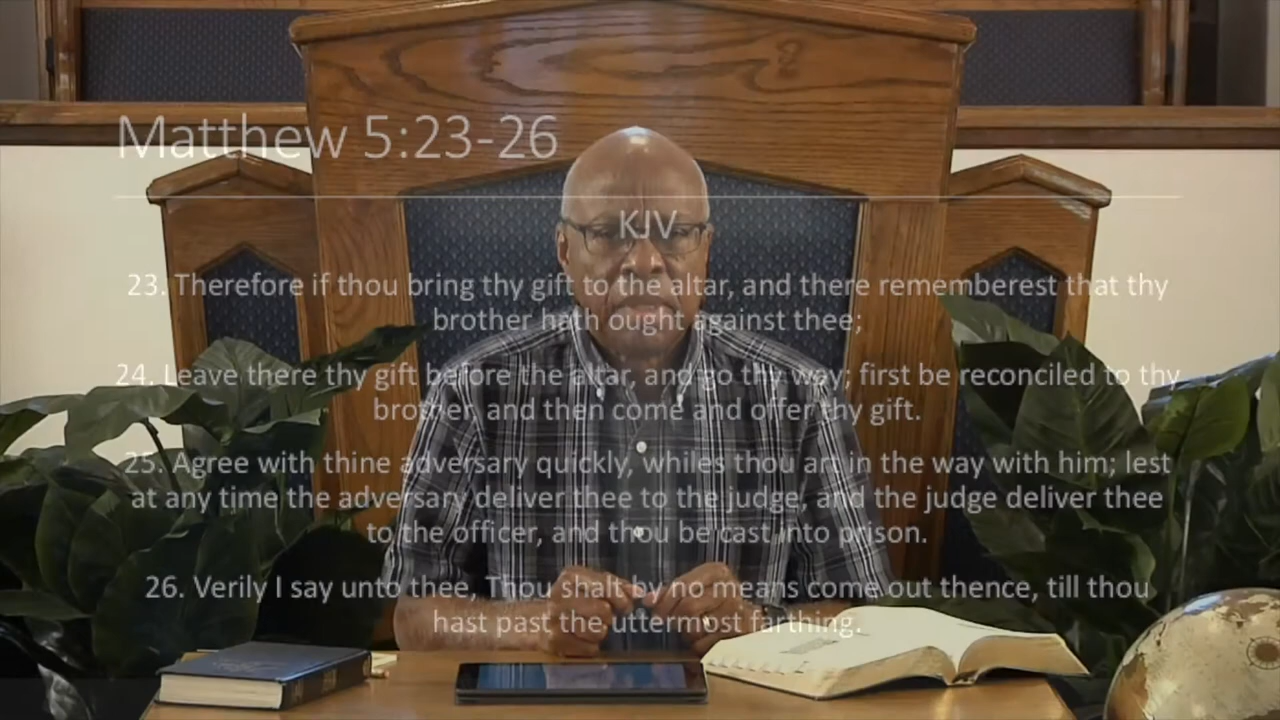 Matthew 5:23-26
KJV
23. Therefore if thou bring thy gift to the altar, and there rememberest that thy
brother hath ought against thee;
24. Leave there thy gift before the altar, and go thy way; first be reconciled to thy
brother, and then come and offer thy gift.
25. Agree with thine adversary quickly, whiles thou art in the way with him; lest
at any time the adversary deliver thee to the judge, and the judge deliver thee
to the officer, and thou be cast into prison.
26. Verily I say unto thee, Thou shalt by no means come out thence, till thou
hast past the uttermost farthing.